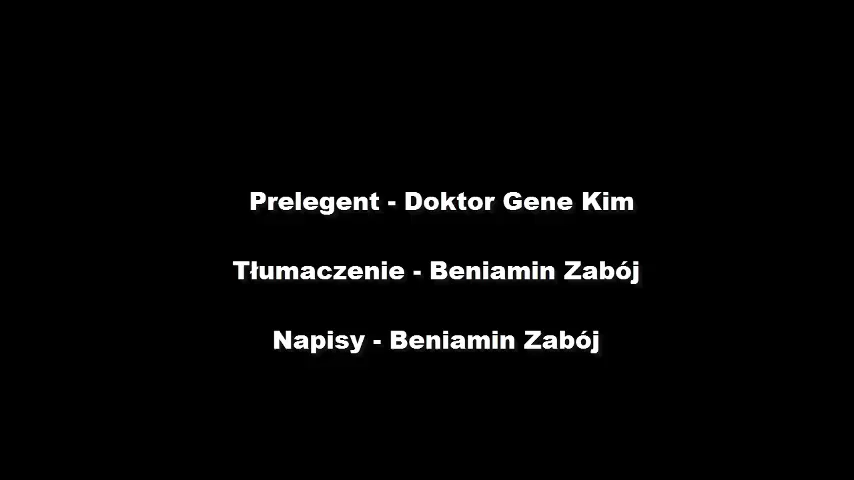 Prelegent - Doktor Gene Kim
Tłumaczenie - Beniamin Zabój
Napisy - Beniamin Zabój